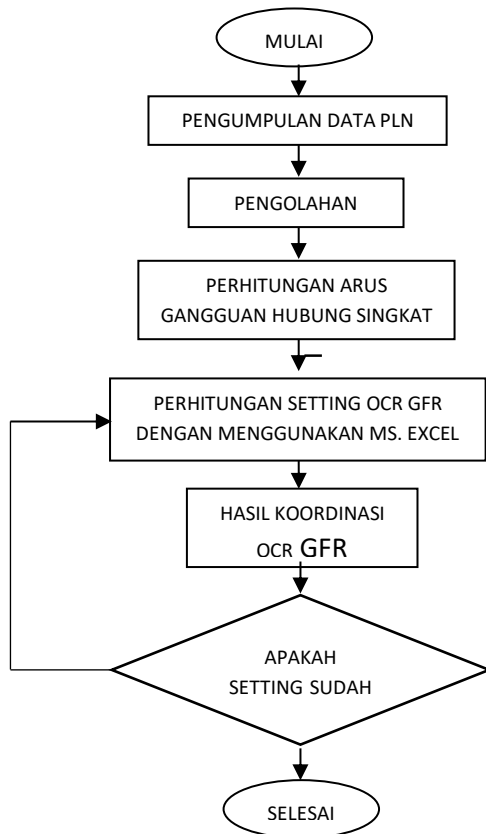 MULAI
PENGUMPULAN DATA PLN
PENGOLAHAN
PERHITUNGAN ARUS
GANGGUAN HUBUNG SINGKAT
PERHITUNGAN SETTING OCR GFR
DENGAN MENGGUNAKAN MS. EXCEL
HASIL KOORDINASI
OCR GFR
APAKAH
SETTING SUDAH
SELESAI